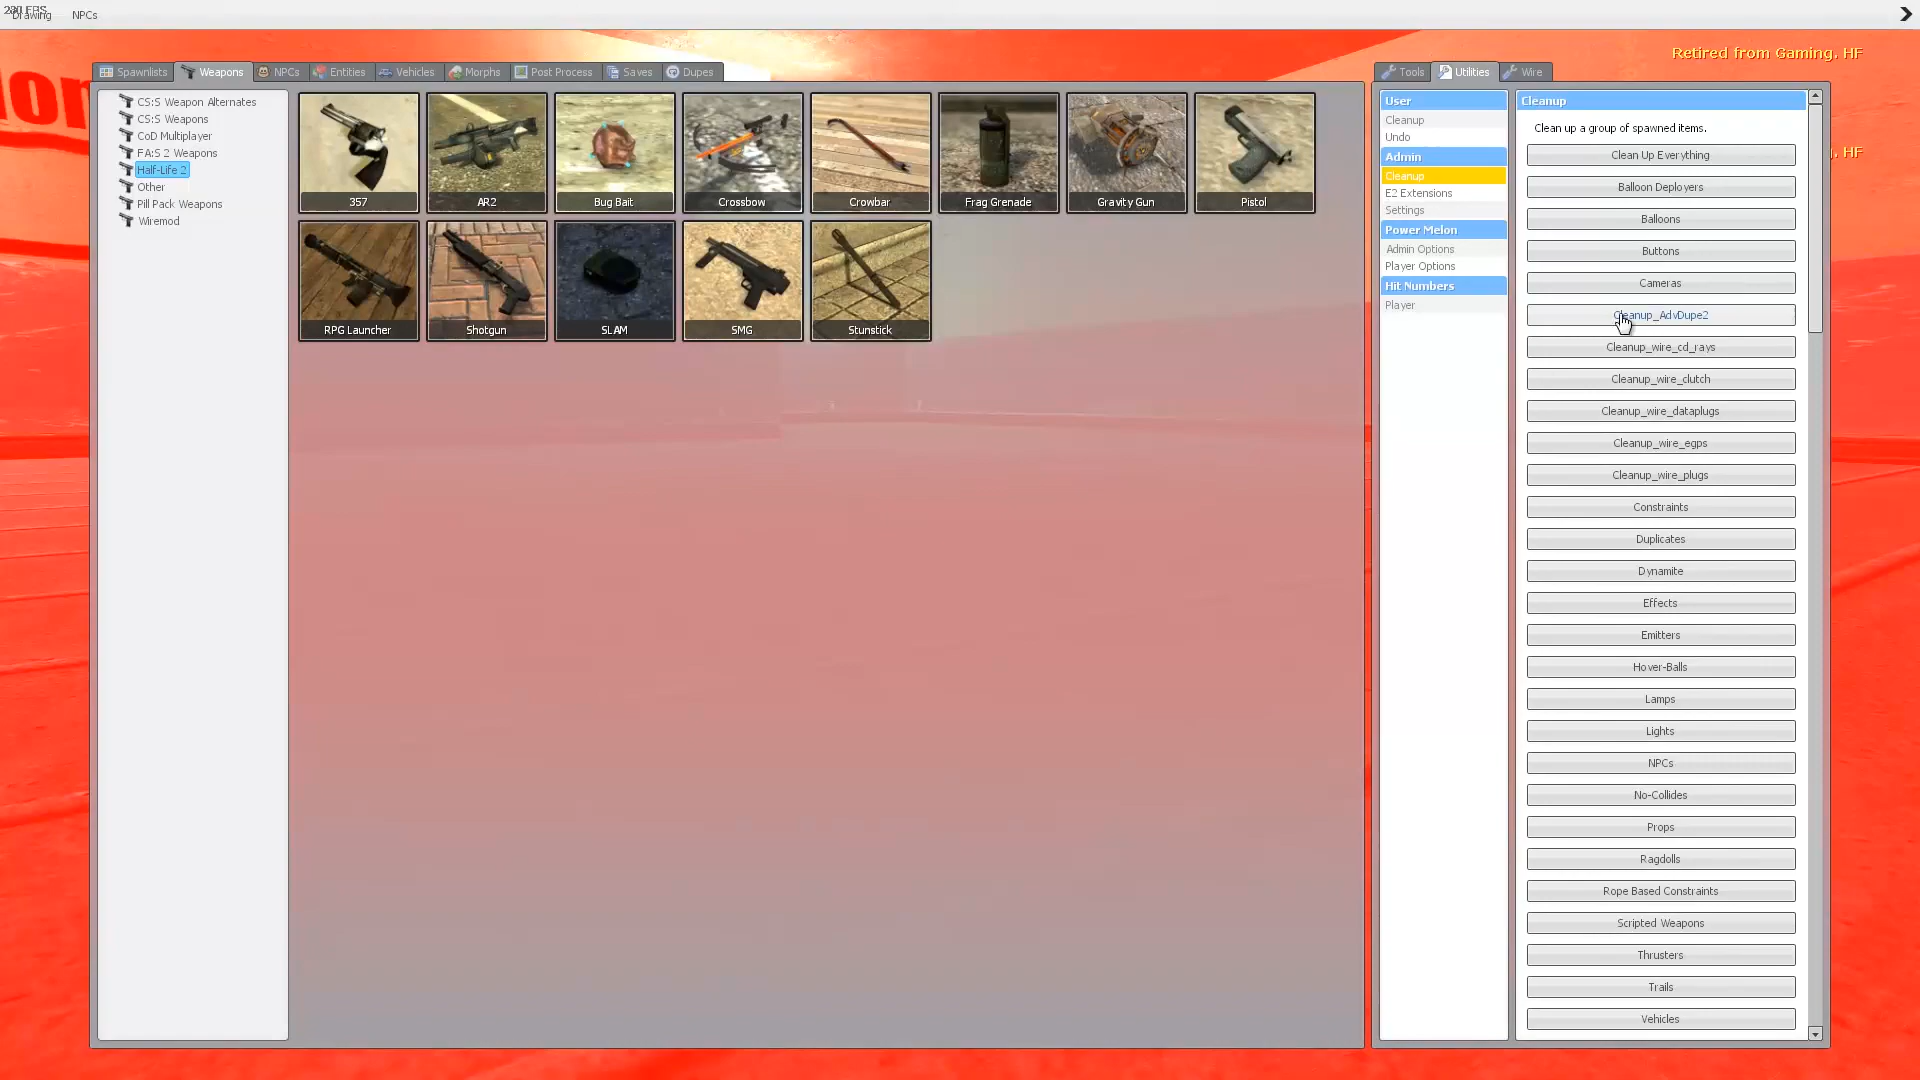 Drawing
NPCs
Retired from Gaming. HF
. HF
Spawnlists
Weapons
NPCs
Entities
Vehicles
Morphs
Post Process
Saves
Dupes
CS:S Weapon Alternates
CS:S Weapons
CoD Multiplayer
FA:S 2 Weapons
Half-Life 2
Other
Pill Pack Weapons
Wiremod
357
AR2
Bug Bait
Crossbow
Crowbar
Frag Grenade
Gravity Gun
Pistol
RPG Launcher
Shotgun
SLAM
SMG
Stunstick
Tools
Utilities
Wire
User
Cleanup
Undo
Admin
Cleanup
E2 Extensions
Settings
Power Melon
Admin Options
Player Options
Hit Numbers
Player
Cleanup
Clean up a group of spawned items.
Clean Up Everything
Balloon Deployers
Balloons
Buttons
Cameras
Cleanup_AdvDupe2
Cleanup_wire_cd_rays
Cleanup_wire_clutch
Cleanup_wire_dataplugs
Cleanup_wire_egps
Cleanup_wire_plugs
Constraints
Duplicates
Dynamite
Effects
Emitters
Hover-Balls
Lamps
Lights
NPCs
No-Collides
Props
Ragdolls
Rope Based Constraints
Scripted Weapons
Thrusters
Trails
Vehicles